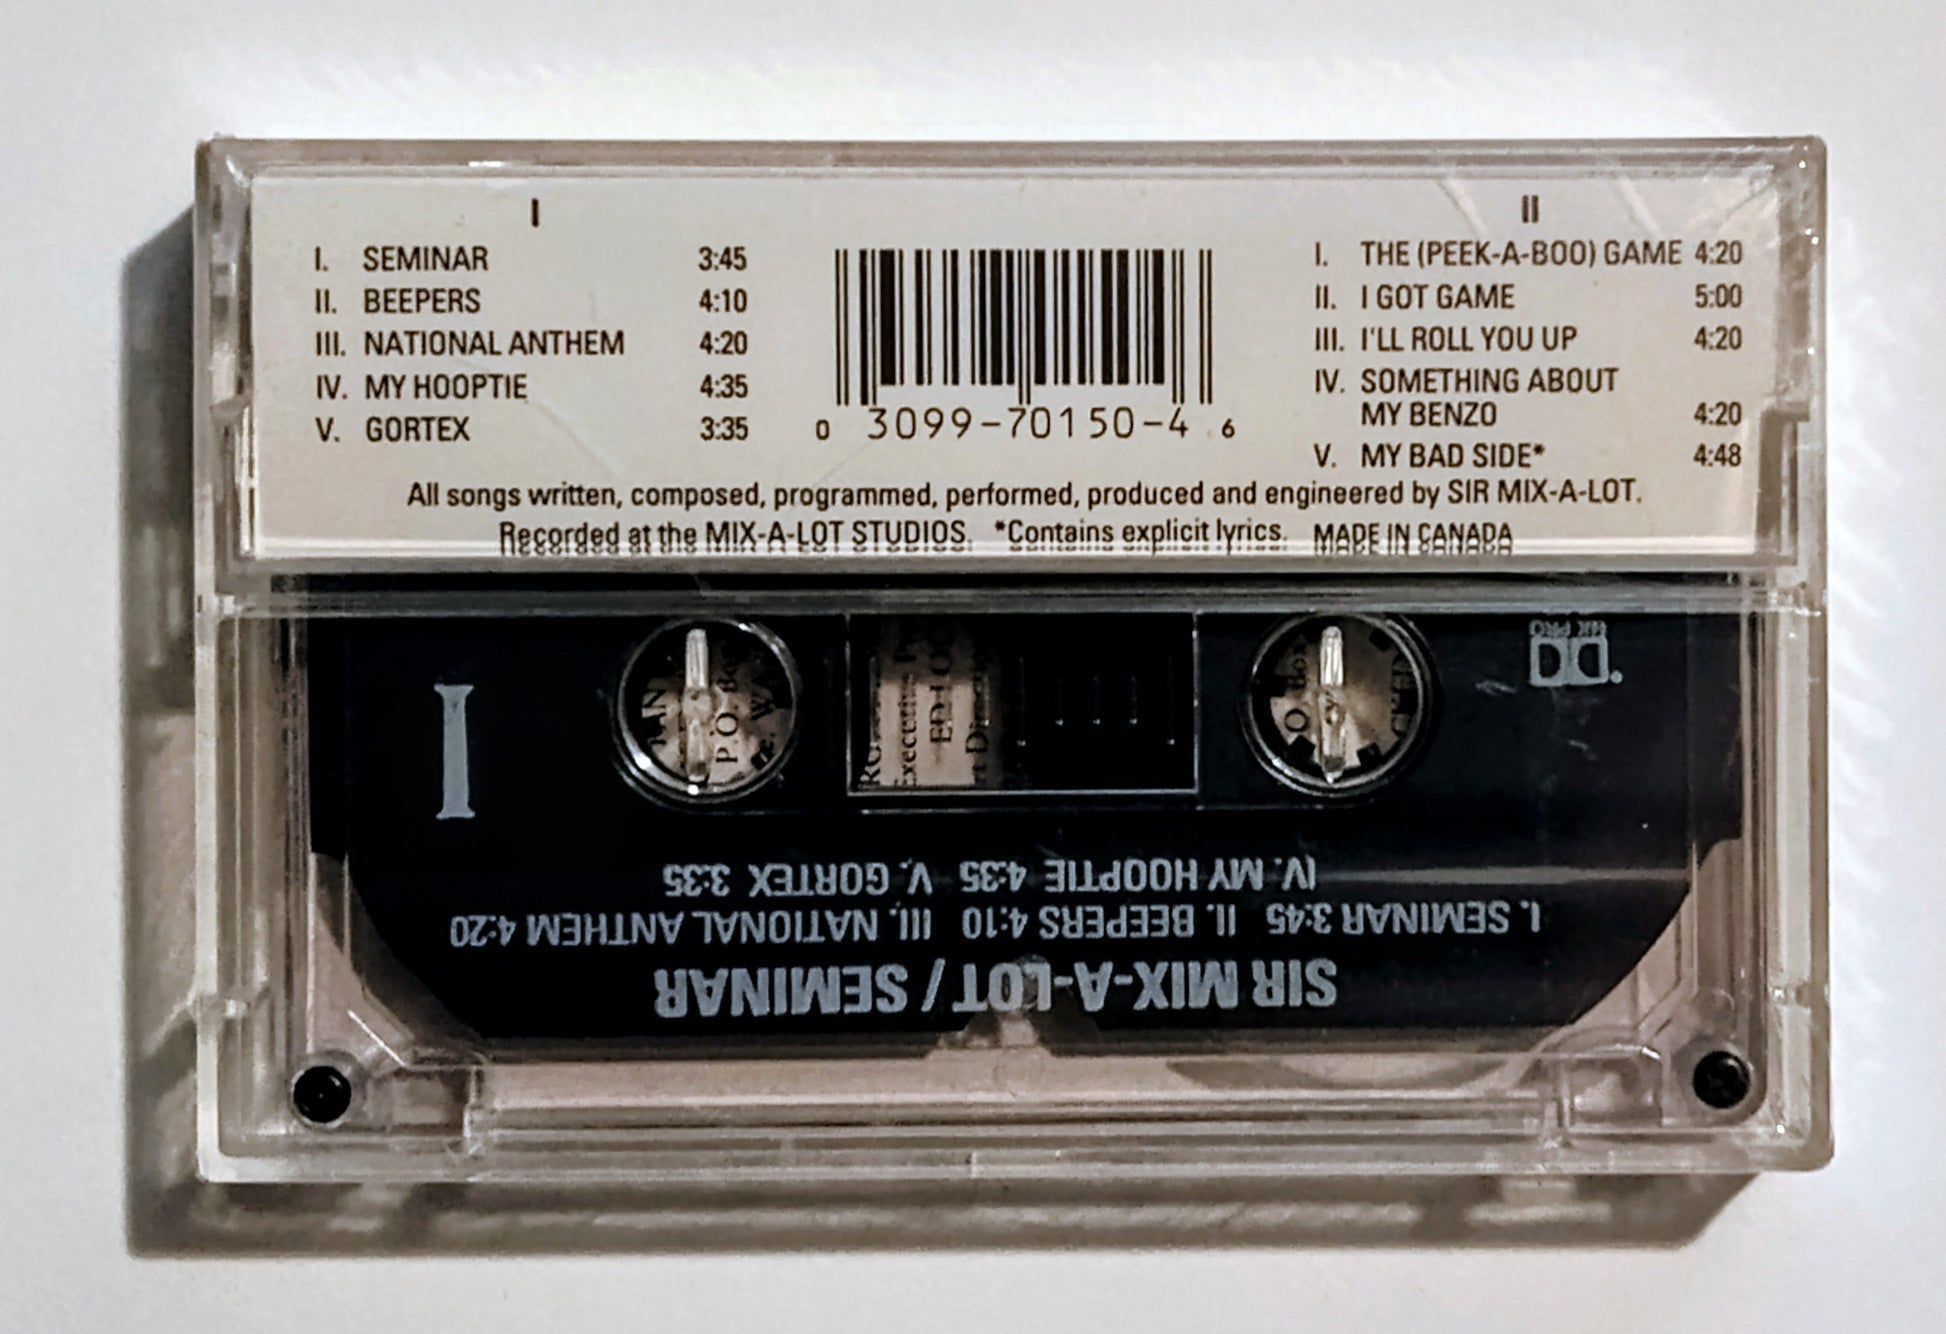 I
I. SEMINAR 3:45
II. BEEPERS 4:10
III. NATIONAL ANTHEM 4:20
IV. MY HOOPTIE 4:35
V. GORTEX 3:35
0 3099-70150-4 6
II
I. THE (PEEK-A-BOO) GAME 4:20
II. I GOT GAME 5:00
III. I'LL ROLL YOU UP 4:20
IV. SOMETHING ABOUT
MY BENZO 4:20
V. MY BAD SIDE* 4:48
All songs written, composed, programmed, performed, produced and engineered by SIR MIX-A-LOT.
Recorded at the MIX-A-LOT STUDIOS. *Contains explicit lyrics. MADE IN CANADA
I
P.O. Box
HX PRO
SIR MIX-A-LOT / SEMINAR
I. SEMINAR 3:45 II. BEEPERS 4:10 III. NATIONAL ANTHEM 4:20
IV. MY HOOPTIE 4:35 V. GORTEX 3:35